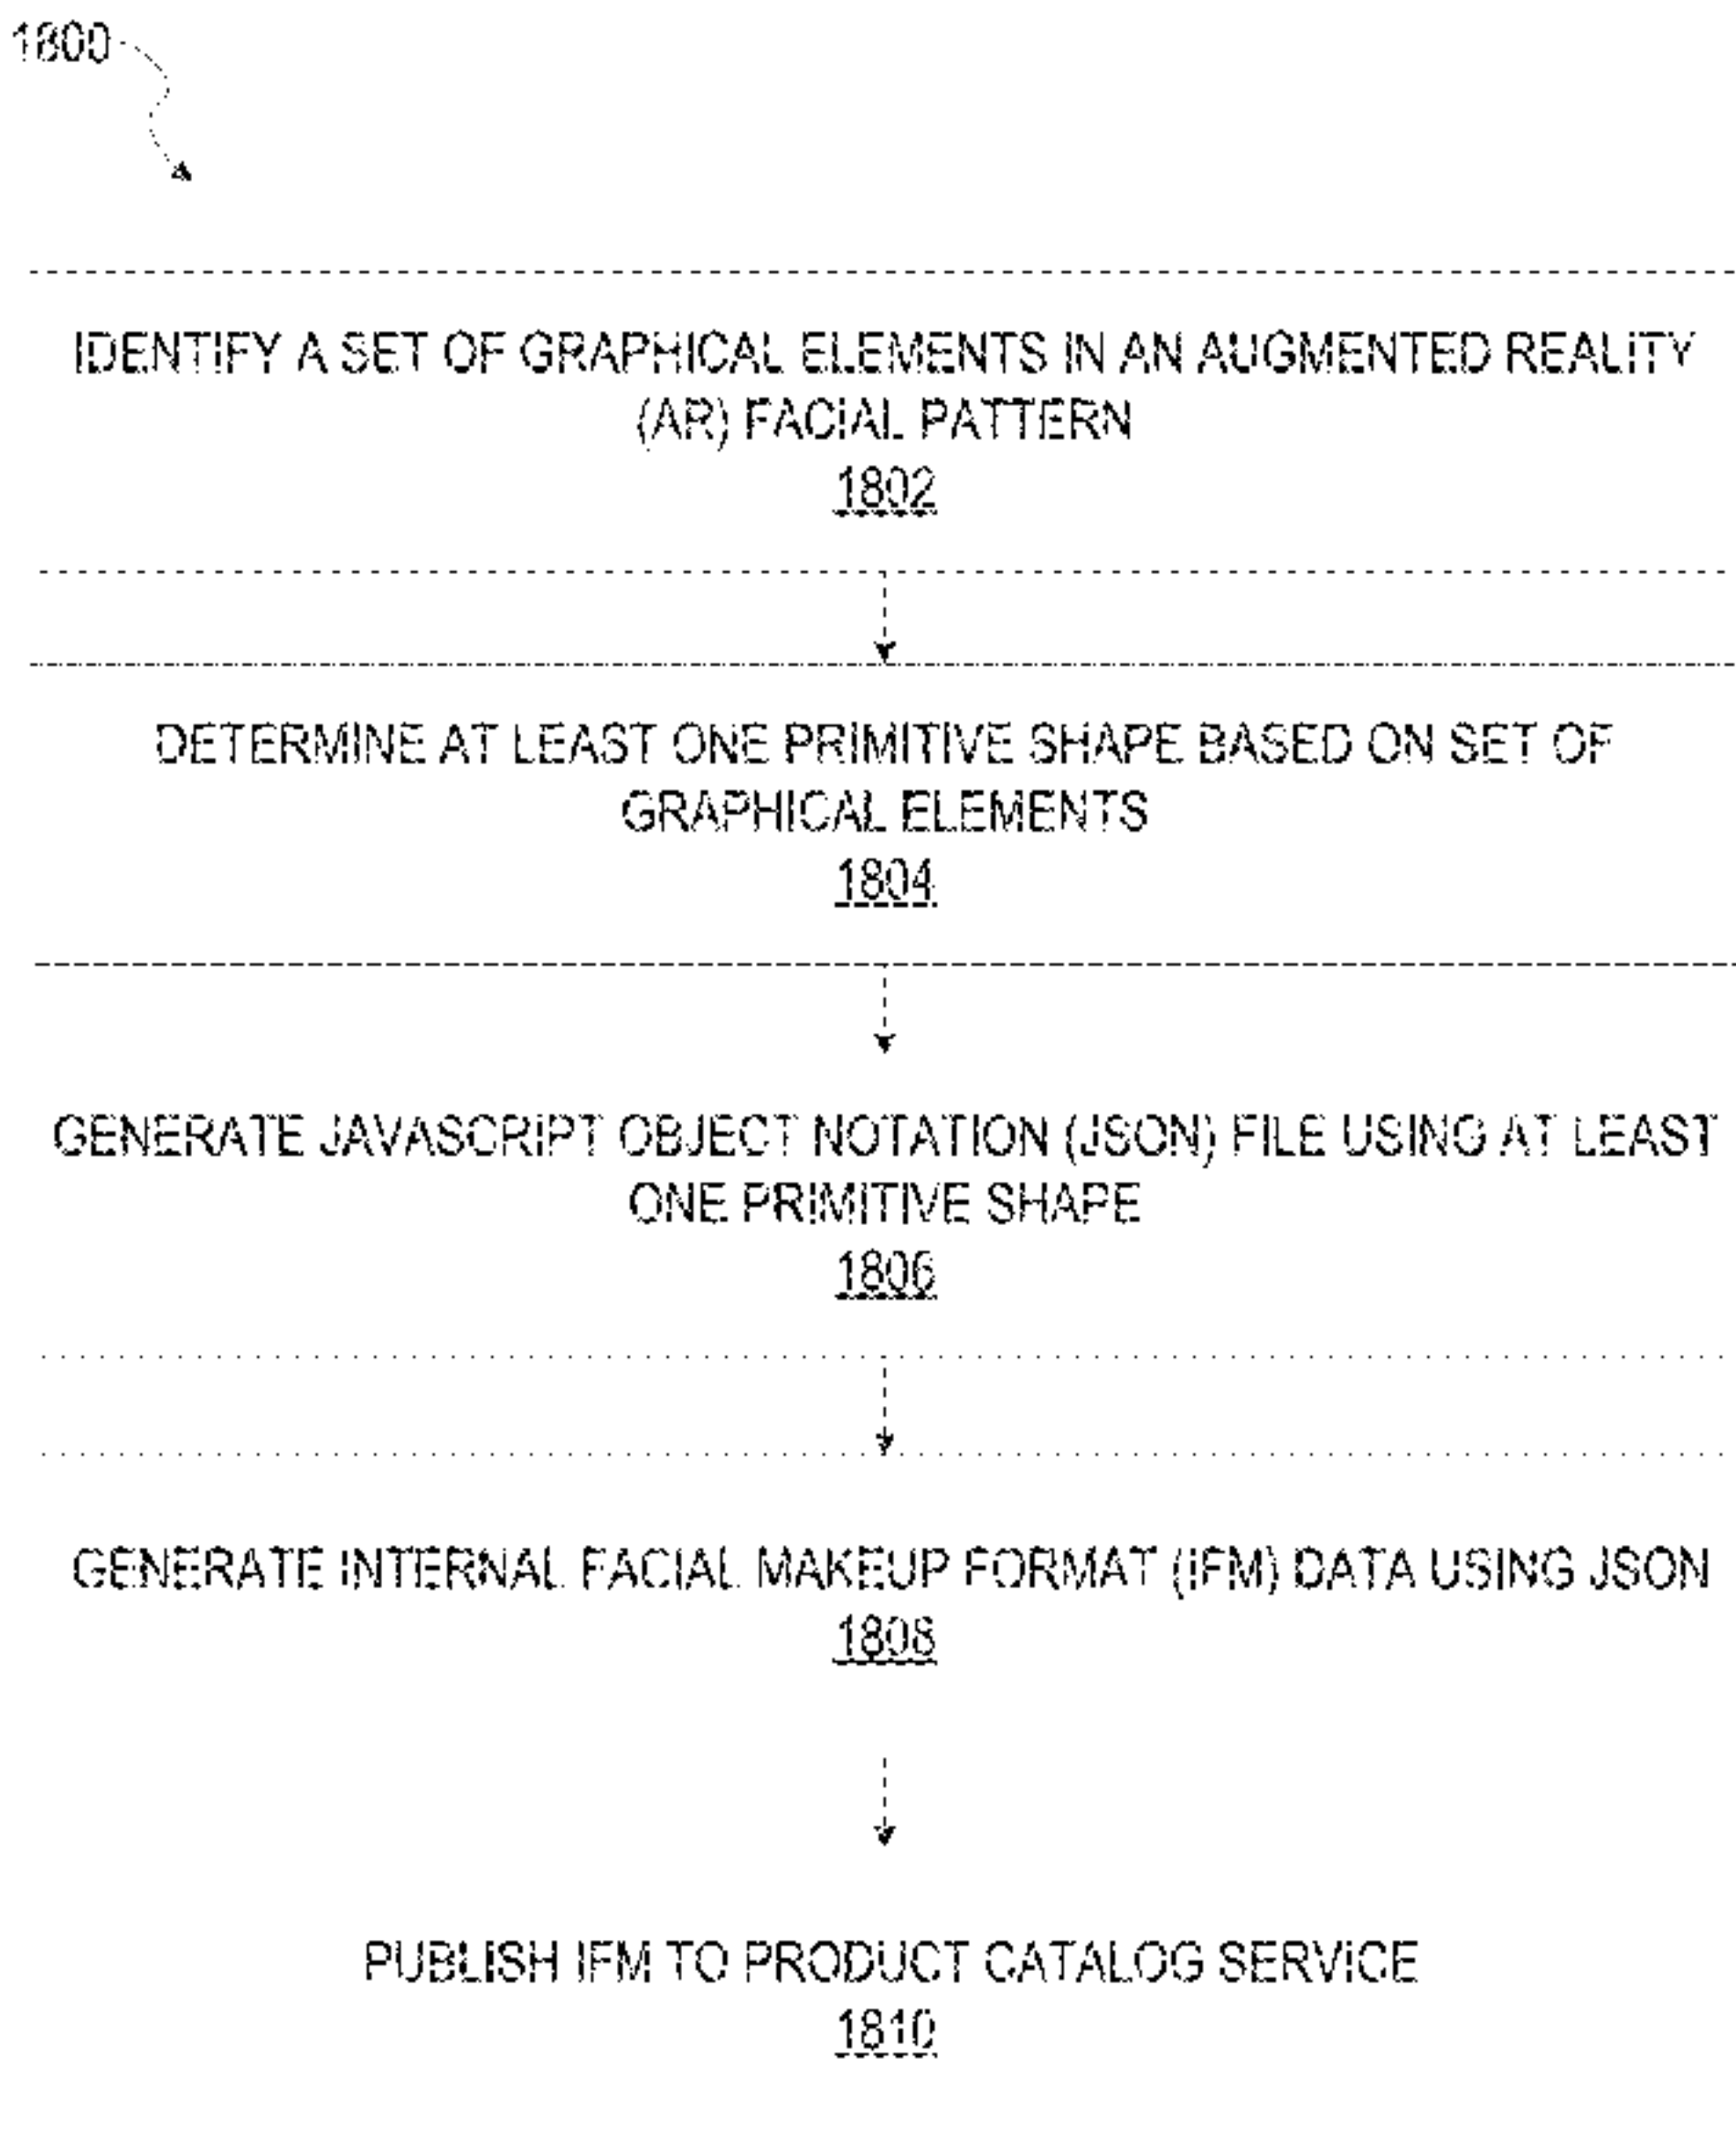 1800
IDENTIFY A SET OF GRAPHICAL ELEMENTS IN AN AUGMENTED REALITY
(AR) FACIAL PATTERN
1802
DETERMINE AT LEAST ONE PRIMITIVE SHAPE BASED ON SET OF
GRAPHICAL ELEMENTS
1804
GENERATE JAVASCRIPT OBJECT NOTATION (JSON) FILE USING AT LEAST
ONE PRIMITIVE SHAPE
1806
GENERATE INTERNAL FACIAL MAKEUP FORMAT (IFM) DATA USING JSON
1808
PUBLISH IFM TO PRODUCT CATALOG SERVICE
1810